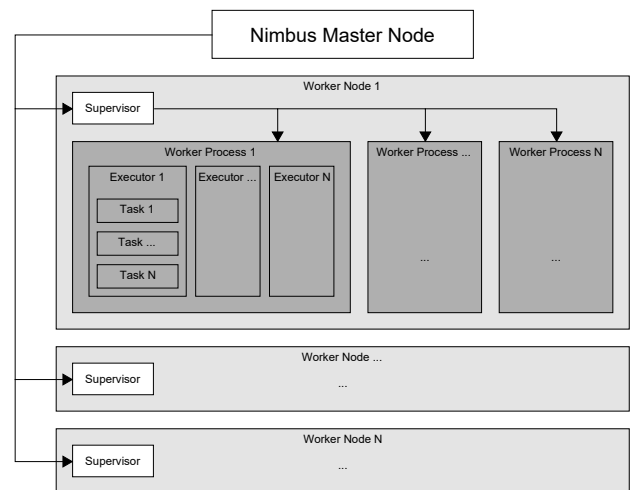 Nimbus Master Node
Worker Node 1
Supervisor
Worker Process 1
Worker Process ...
Worker Process N
Executor 1
Executor ...
Executor N
Task 1
Task ...
Task N
...
...
Worker Node ...
Supervisor
...
Worker Node N
Supervisor
...